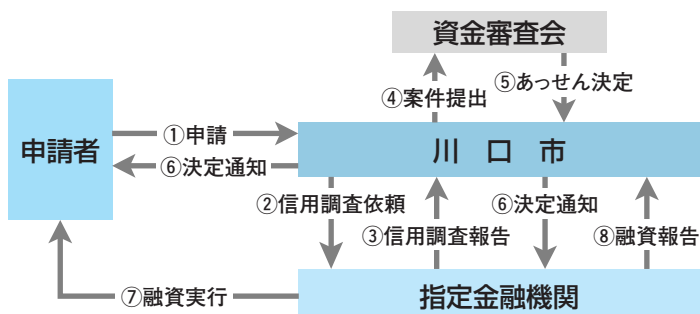 資金審査会
④案件提出
⑤あっせん決定
申請者
①申請
⑥決定通知
川口市
②信用調査依頼
③信用調査報告
⑥決定通知
⑧融資報告
⑦融資実行
指定金融機関